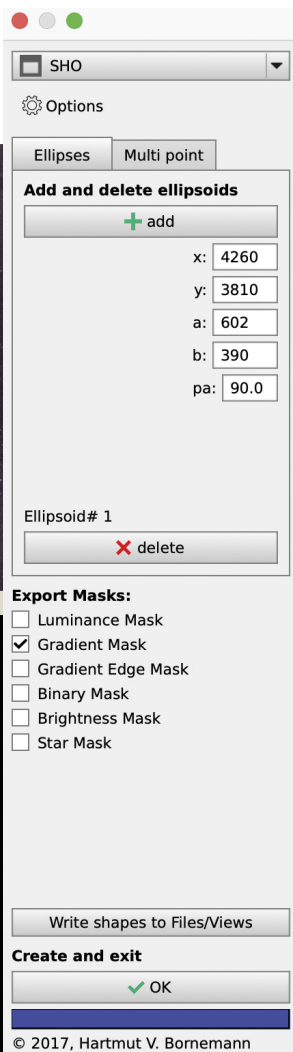 SHO
Options
Ellipses Multi point
Add and delete ellipsoids
add
x: 4260
y: 3810
a: 602
b: 390
pa: 90.0
Ellipsoid# 1
delete
Export Masks:
Luminance Mask
Gradient Mask
Gradient Edge Mask
Binary Mask
Brightness Mask
Star Mask
Write shapes to Files/Views
Create and exit
OK
© 2017, Hartmut V. Bornemann